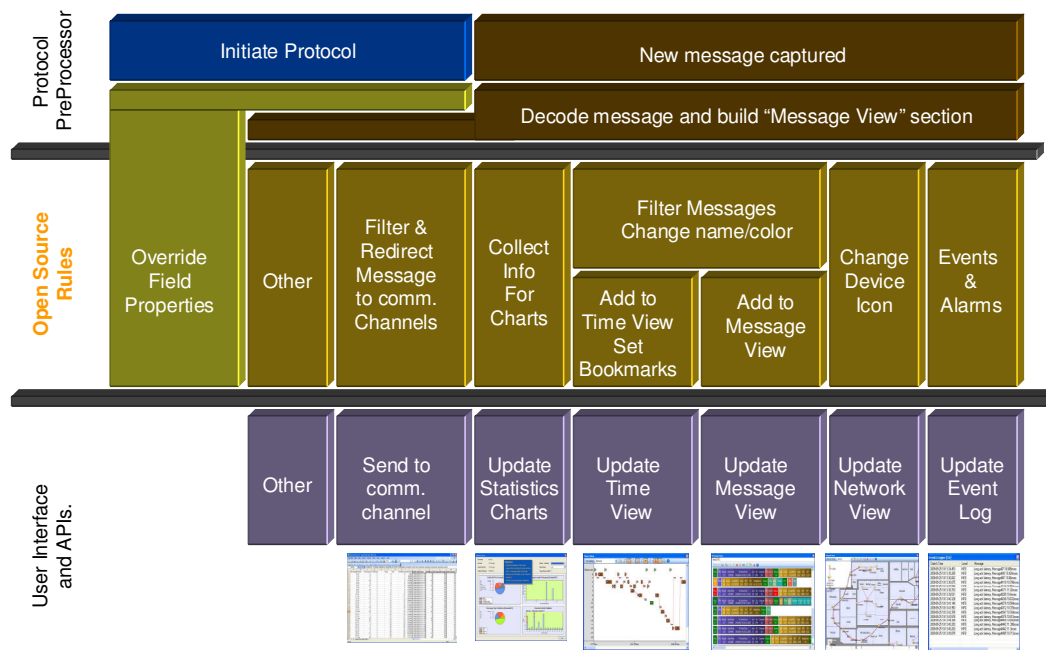 Protocol
PreProcessor
Initiate Protocol
New message captured
Decode message and build “Message View” section
Open Source
Rules
Override
Field
Properties
Other
Filter &
Redirect
Message
to comm.
Channels
Collect
Info
For
Charts
Filter Messages
Change name/color
Add to
Time View
Set
Bookmarks
Add to
Message
View
Change
Device
Icon
Events
&
Alarms
User Interface
and APIs.
Other
Send to
comm.
channel
Update
Statistics
Charts
Update
Time
View
Update
Message
View
Update
Network
View
Update
Event
Log